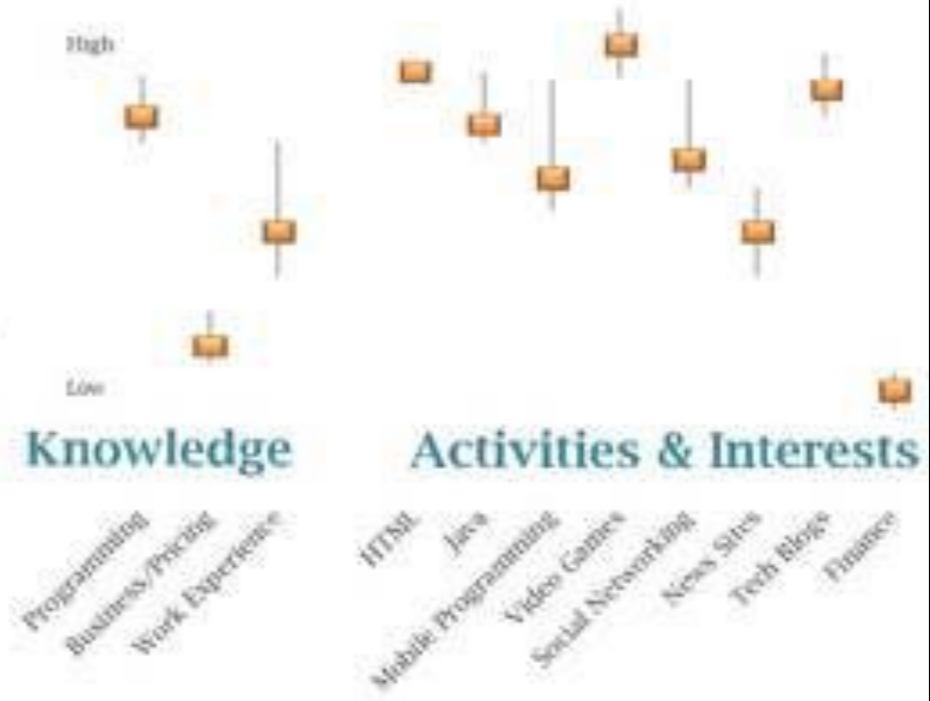 High
Low
Knowledge
Activities & Interests
Programming
Business/Pricing
Work Experience
HTML
Java
Mobile Programming
Video Games
Social Networking
News Sites
Tech Blogs
Finance